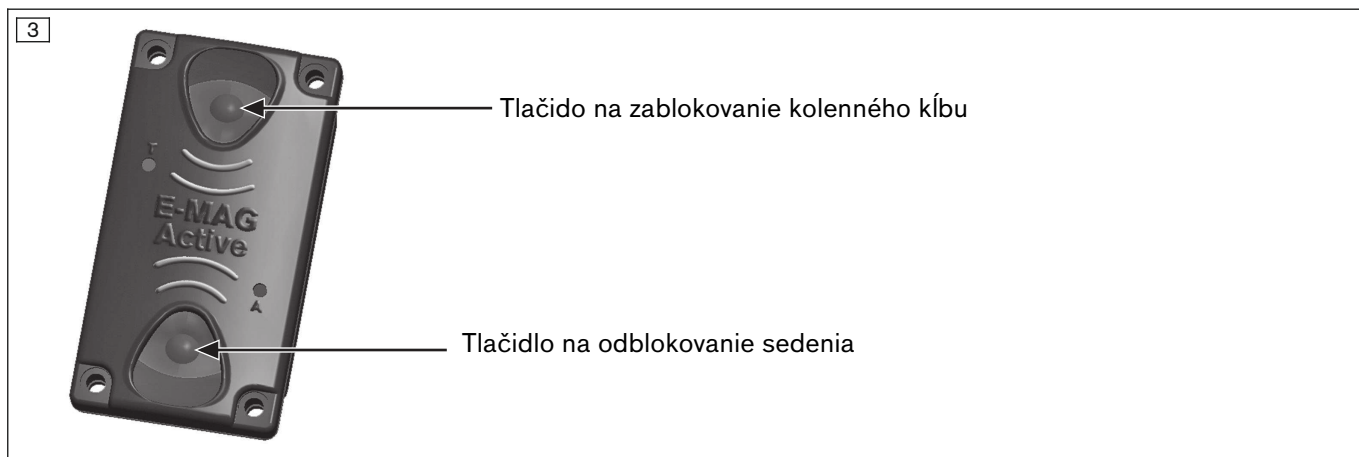 3
Tlačido na zablokovanie kolenného kĺbu
T
E-MAG
Active
A
Tlačidlo na odblokovanie sedenia